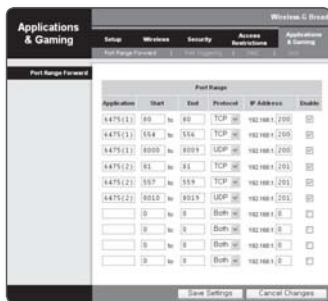 Wireless-G Broad
Applications & Gaming
Setup Wireless Security Access Restrictions Applications & Gaming
Port Range Forward Port Triggering
Port Range Forward
Port Range
Application Start End Protocol IP Address Enable
6475(1) 80 to 80 TCP 192.168.1. 200
6475(1) 554 to 556 TCP 192.168.1. 200
6475(1) 8000 to 8009 UDP 192.168.1. 200
6475(2) 81 to 81 TCP 192.168.1. 201
6475(2) 557 to 559 TCP 192.168.1. 201
6475(2) 8010 to 8019 UDP 192.168.1. 201
0 to 0 Both 192.168.1. 0
0 to 0 Both 192.168.1. 0
0 to 0 Both 192.168.1. 0
0 to 0 Both 192.168.1. 0
Save Settings Cancel Changes